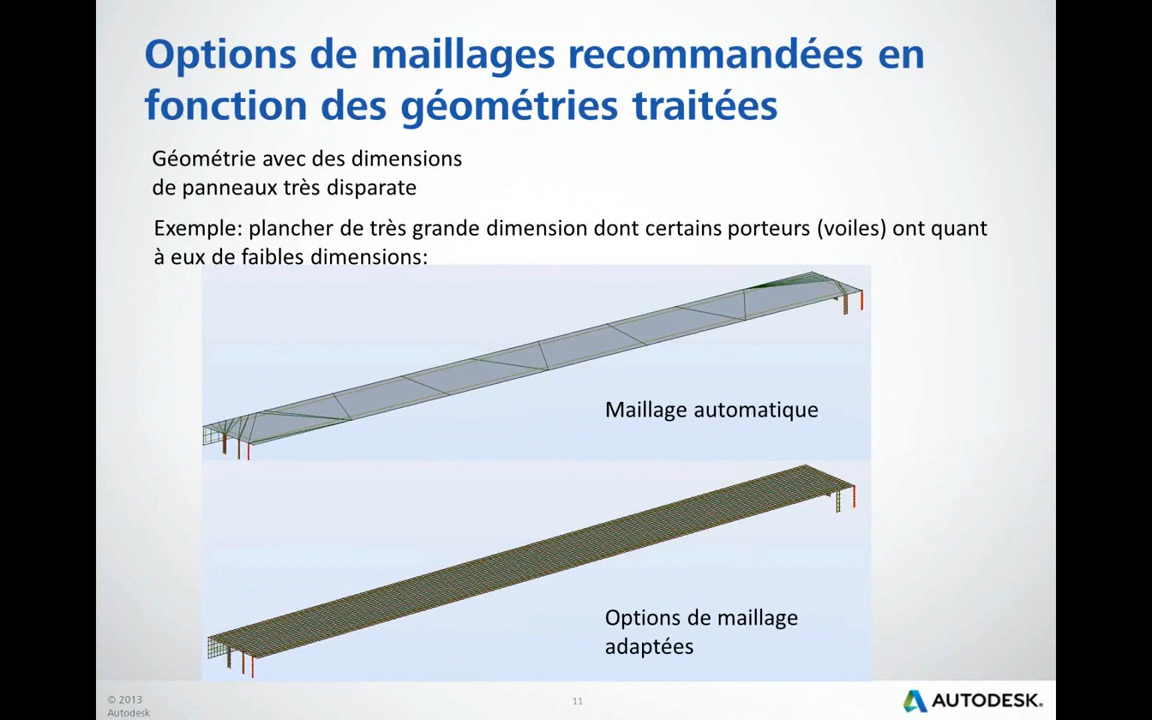 Options de maillages recommandées en
fonction des géométries traitées
Géométrie avec des dimensions
de panneaux très disparate
Exemple: plancher de très grande dimension dont certains porteurs (voiles) ont quant
à eux de faibles dimensions:
Maillage automatique
Options de maillage
adaptées
© 2013
Autodesk
11
AUTODESK.